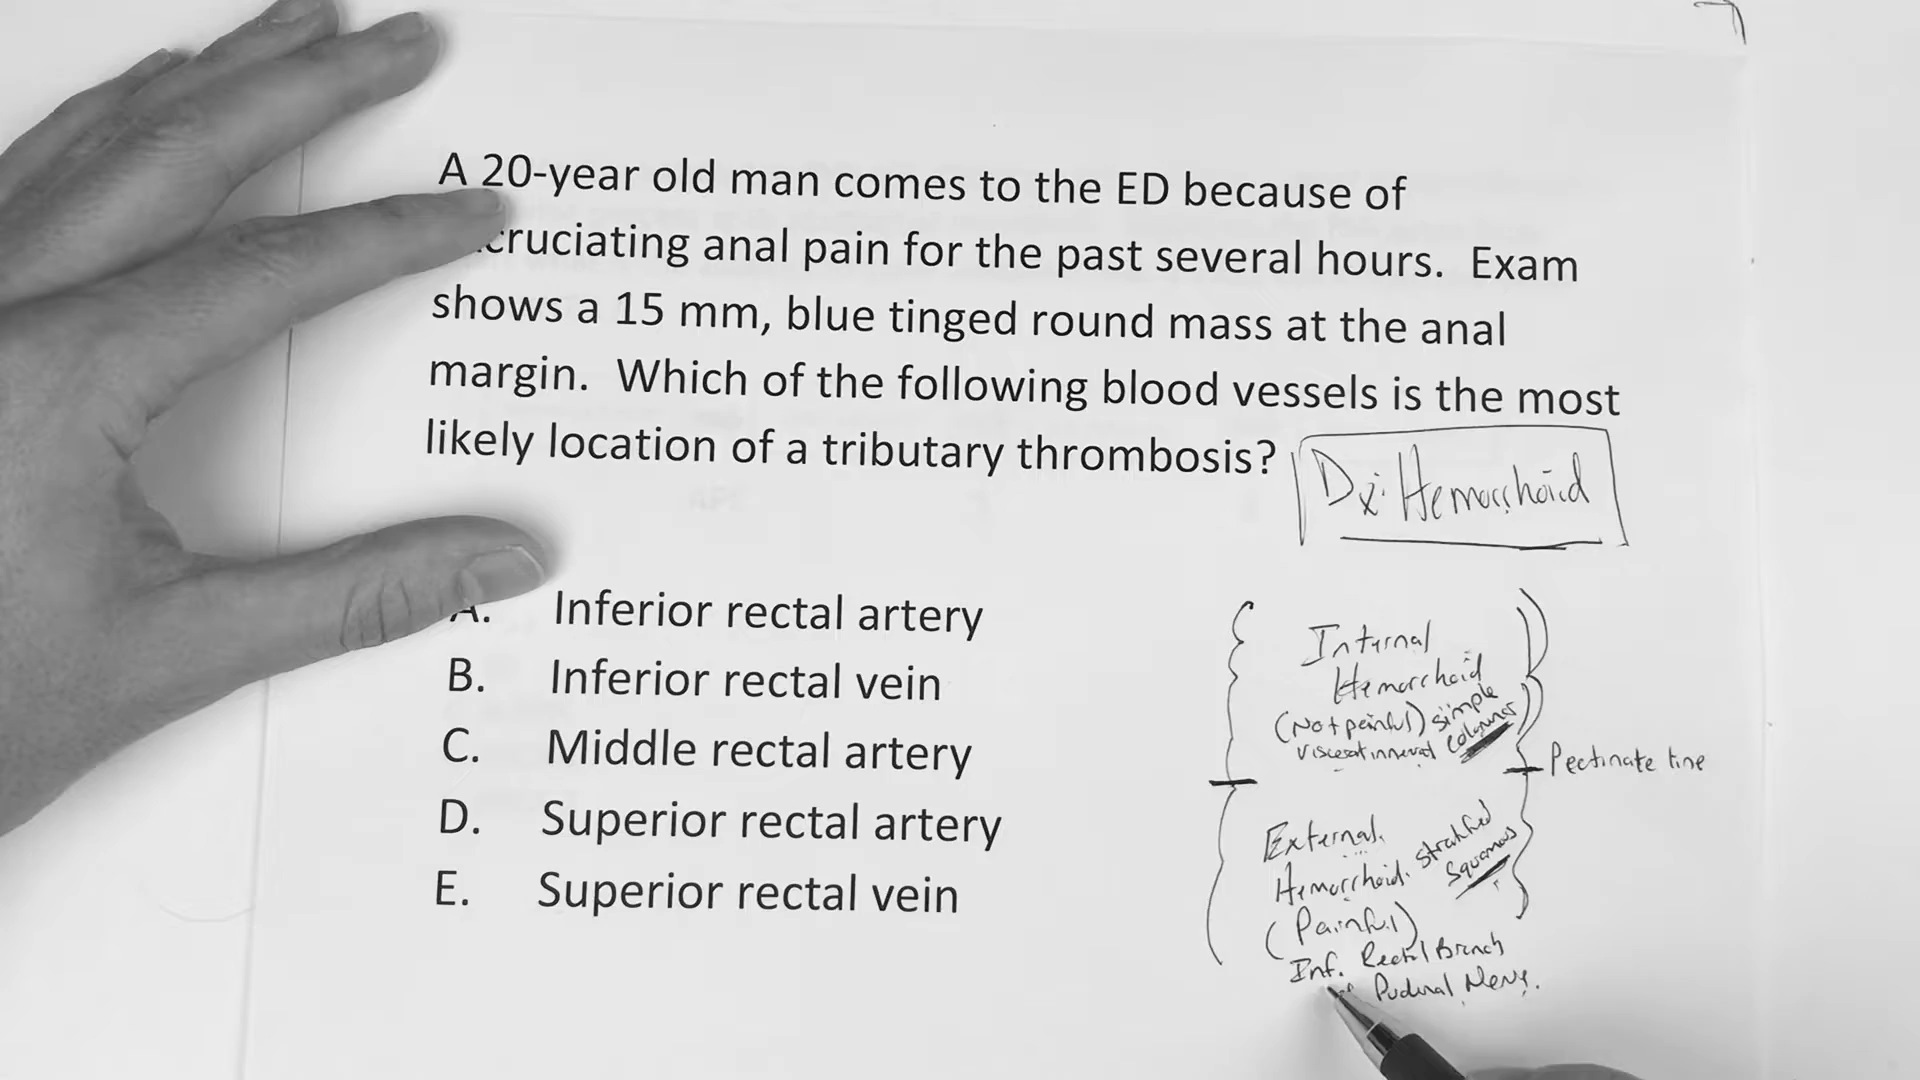 A 20-year old man comes to the ED because of
cruciating anal pain for the past several hours. Exam
shows a 15 mm, blue tinged round mass at the anal
margin. Which of the following blood vessels is the most
likely location of a tributary thrombosis?
Dx: Hemorrhoid
A. Inferior rectal artery
B. Inferior rectal vein
C. Middle rectal artery
D. Superior rectal artery
E. Superior rectal vein
Internal
Hemorrhoid
(Not painful) simple
columnar
Pectinate line
External
Hemorrhoid. stratified
squamous
(Painful)
Inf. Rectal Branch
Pudenal Nerve.